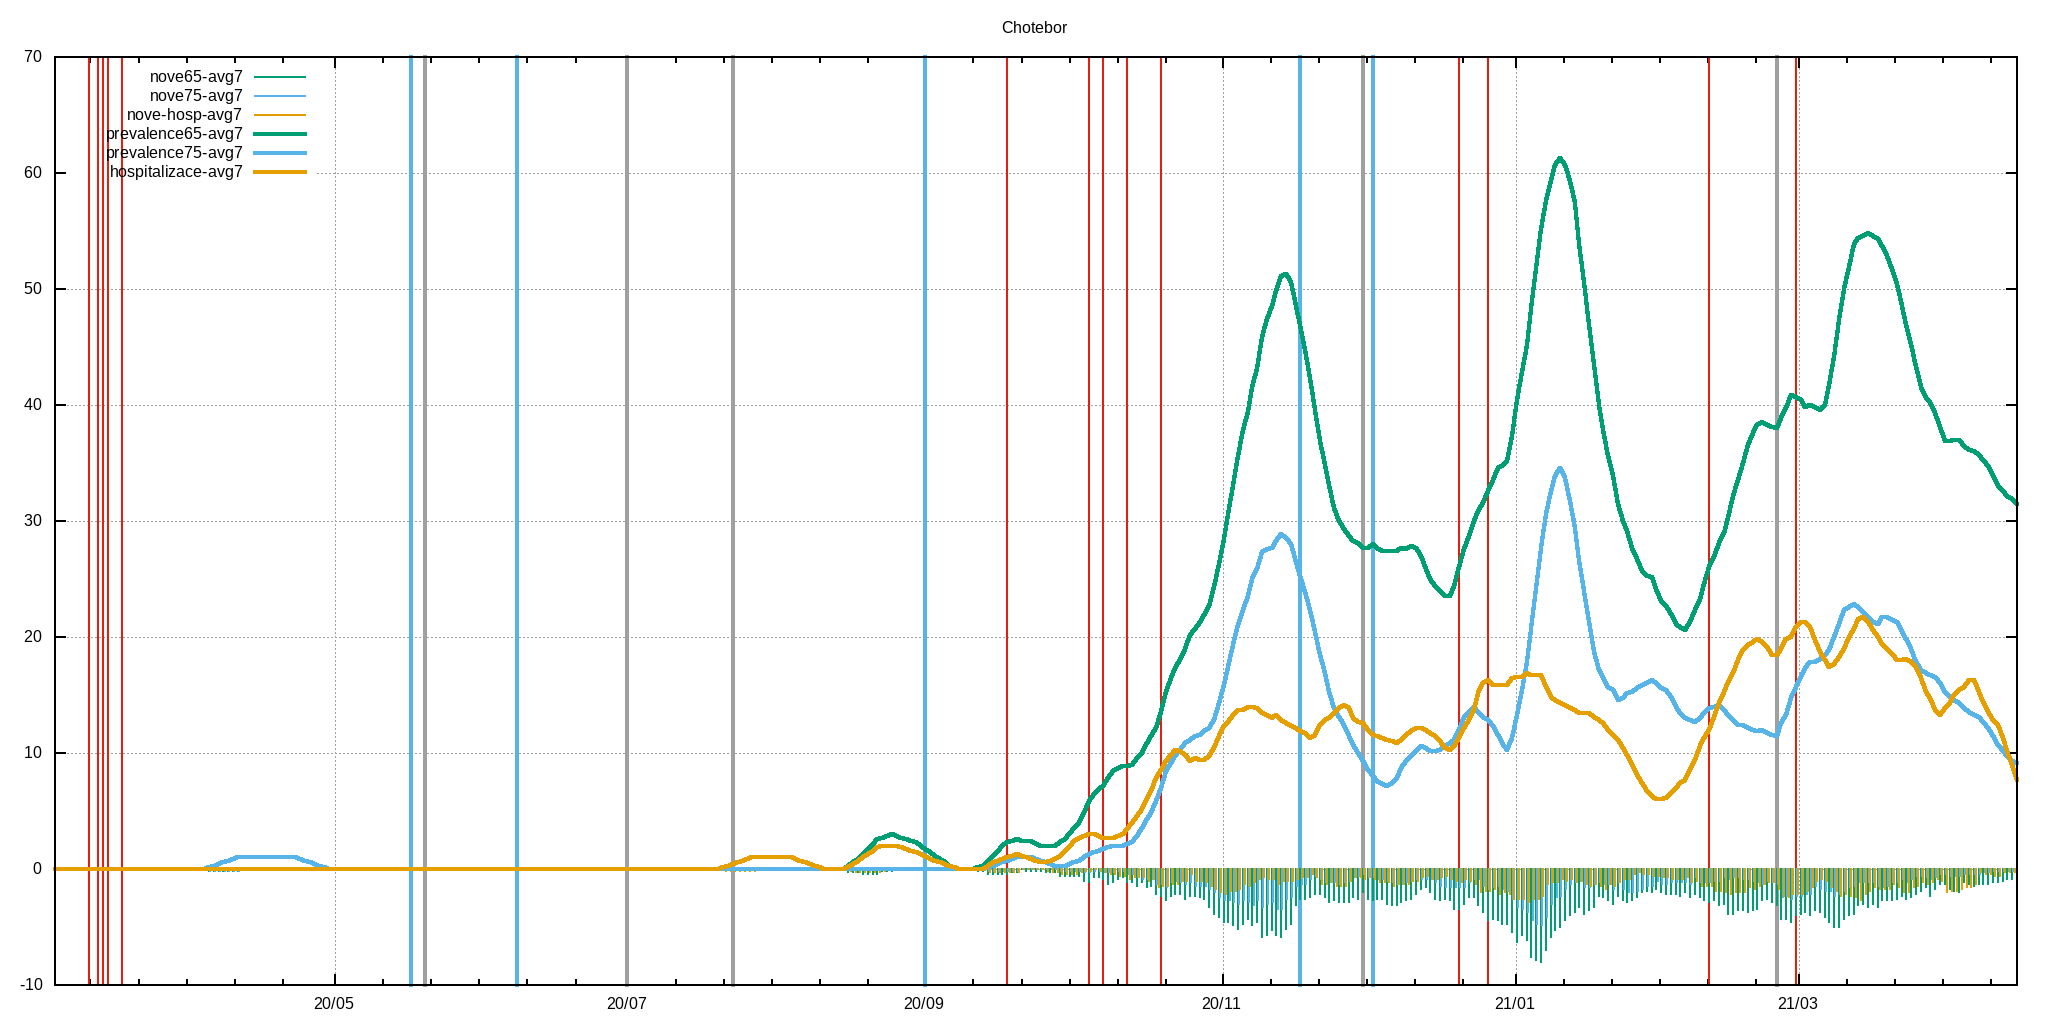 Chotebor
70
60
50
40
30
20
10
0
-10
nove65-avg7
nove75-avg7
nove-hosp-avg7
prevalence65-avg7
prevalence75-avg7
hospitalizace-avg7
20/05 20/07 20/09 20/11 21/01 21/03